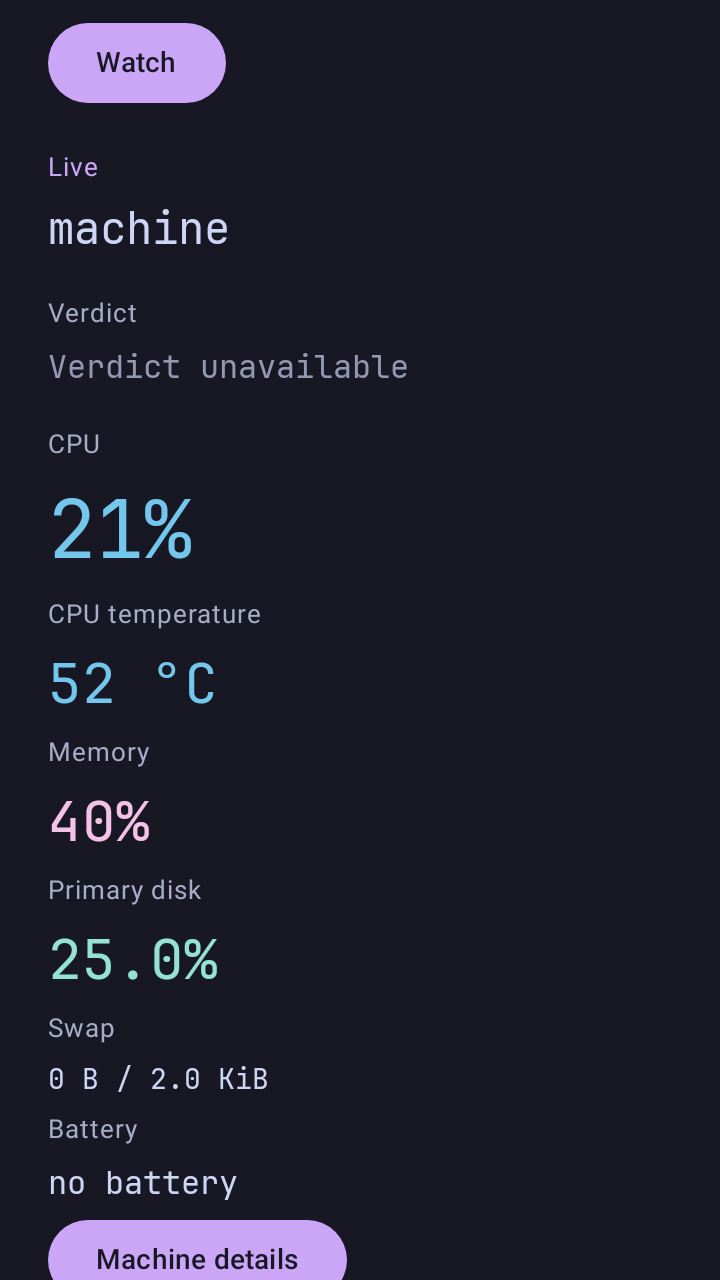 Watch
Live
machine
Verdict
Verdict unavailable
CPU
21%
CPU temperature
52 °C
Memory
40%
Primary disk
25.0%
Swap
0 B / 2.0 KiB
Battery
no battery
Machine details